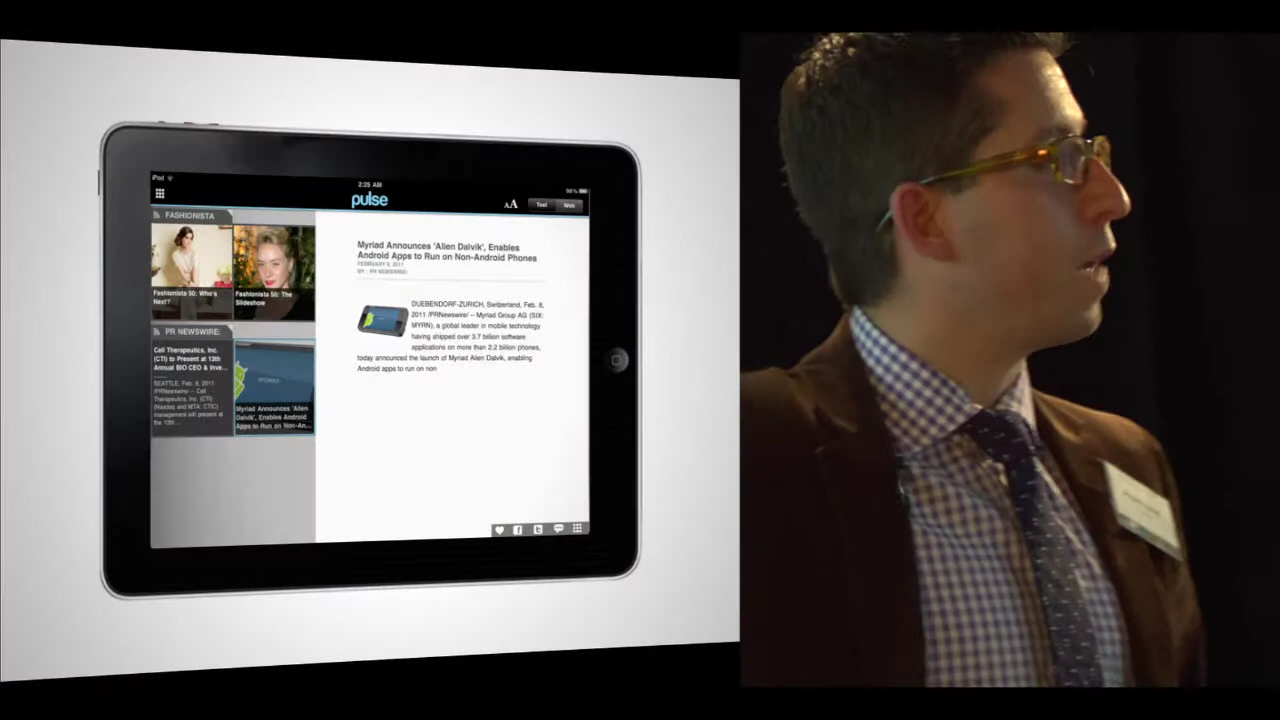 iPod
2:25 AM
96%
pulse
AA
Text
Web
FASHIONISTA
Fashionista 50: Who's
Next?
Fashionista 50: The
Slideshow
PR NEWSWIRE:
Cell Therapeutics, Inc.
(CTI) to Present at 13th
Annual BIO CEO & Inve...
SEATTLE, Feb. 8, 2011
/PRNewswire/ -- Cell
Therapeutics, Inc. (CTI)
(Nasdaq and MTA: CTIC)
management will present at
the 13th ...
Myriad Announces 'Alien
Dalvik', Enables Android
Apps to Run on Non-An...
Myriad Announces 'Alien Dalvik', Enables
Android Apps to Run on Non-Android Phones
FEBRUARY 8, 2011
BY : PR NEWSWIRE:
DUEBENDORF-ZURICH, Switzerland, Feb. 8,
2011 /PRNewswire/ -- Myriad Group AG (SIX:
MYRN), a global leader in mobile technology
having shipped over 3.7 billion software
applications on more than 2.2 billion phones,
today announced the launch of Myriad Alien Dalvik, enabling
Android apps to run on non